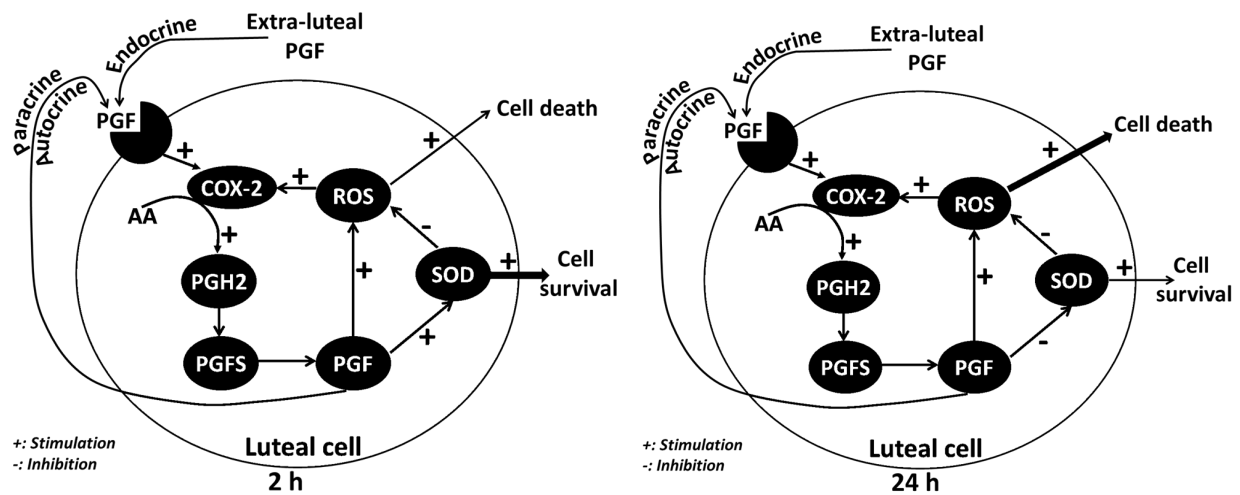 Extra-luteal
PGF
Endocrine
Paracrine
Autocrine
PGF
Cell death
+
+
+
COX-2
ROS
AA
+
-
PGH2
+
SOD
+
Cell
survival
PGFS
PGF
+
+: Stimulation
-: Inhibition
Luteal cell
2 h
Extra-luteal
PGF
Endocrine
Paracrine
Autocrine
PGF
Cell death
+
+
+
COX-2
ROS
AA
+
-
PGH2
+
SOD
+
Cell
survival
PGFS
PGF
-
+: Stimulation
-: Inhibition
Luteal cell
24 h